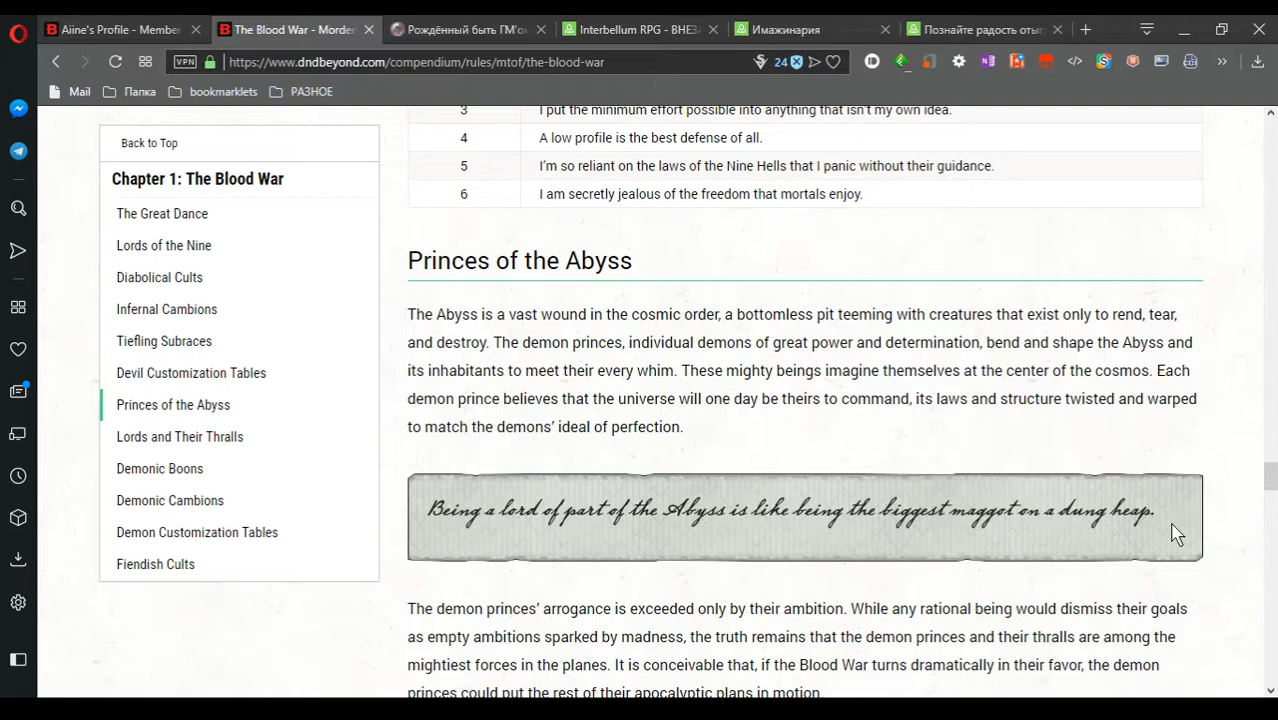 Aiine's Profile - Member
The Blood War - Morder
Рождённый быть ГМ'о
Interbellum RPG - ВНЕЗ
Имажинария
Познайте радость отыг
VPN
https://www.dndbeyond.com/compendium/rules/mtof/the-blood-war
24
Mail
Папка
bookmarklets
РАЗНОЕ
Back to Top
Chapter 1: The Blood War
The Great Dance
Lords of the Nine
Diabolical Cults
Infernal Cambions
Tiefling Subraces
Devil Customization Tables
Princes of the Abyss
Lords and Their Thralls
Demonic Boons
Demonic Cambions
Demon Customization Tables
Fiendish Cults
3 I put the minimum effort possible into anything that isn't my own idea.
4 A low profile is the best defense of all.
5 I'm so reliant on the laws of the Nine Hells that I panic without their guidance.
6 I am secretly jealous of the freedom that mortals enjoy.
Princes of the Abyss
The Abyss is a vast wound in the cosmic order, a bottomless pit teeming with creatures that exist only to rend, tear,
and destroy. The demon princes, individual demons of great power and determination, bend and shape the Abyss and
its inhabitants to meet their every whim. These mighty beings imagine themselves at the center of the cosmos. Each
demon prince believes that the universe will one day be theirs to command, its laws and structure twisted and warped
to match the demons' ideal of perfection.
Being a lord of part of the Abyss is like being the biggest maggot on a dung heap.
The demon princes' arrogance is exceeded only by their ambition. While any rational being would dismiss their goals
as empty ambitions sparked by madness, the truth remains that the demon princes and their thralls are among the
mightiest forces in the planes. It is conceivable that, if the Blood War turns dramatically in their favor, the demon
princes could put the rest of their apocalyptic plans in motion.